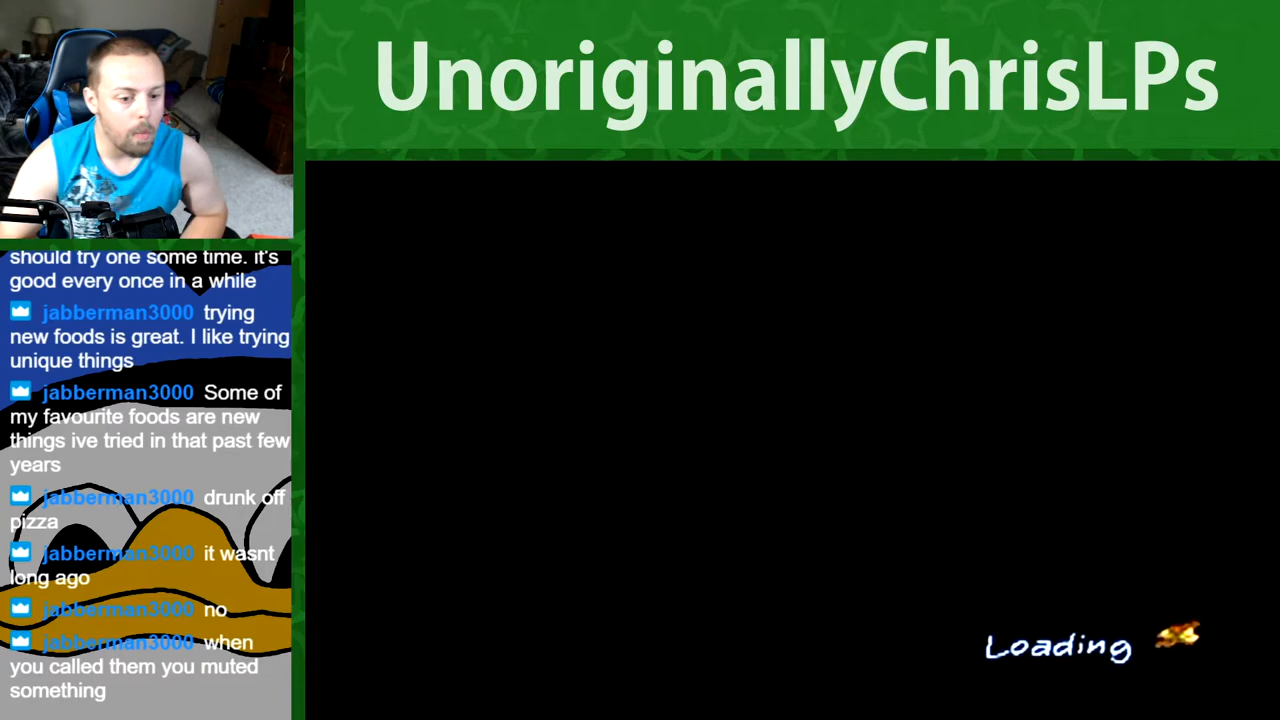 UnoriginallyChrisLPs
should try one some time. it's
good every once in a while
jabberman3000 trying
new foods is great. I like trying
unique things
jabberman3000 Some of
my favourite foods are new
things ive tried in that past few
years
jabberman3000 drunk off
pizza
jabberman3000 it wasnt
long ago
jabberman3000 no
jabberman3000 when
you called them you muted
something
Loading